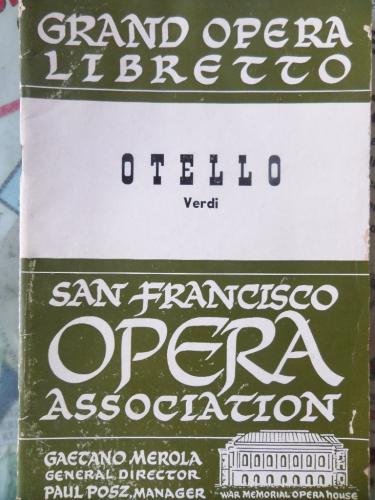 GRAND OPERA
LIBRETTO
OTELLO
Verdi
SAN FRANCISCO
OPERA
ASSOCIATION
GAETANO MEROLA
GENERAL DIRECTOR
PAUL POSZ, MANAGER
WAR MEMORIAL OPERA HOUSE